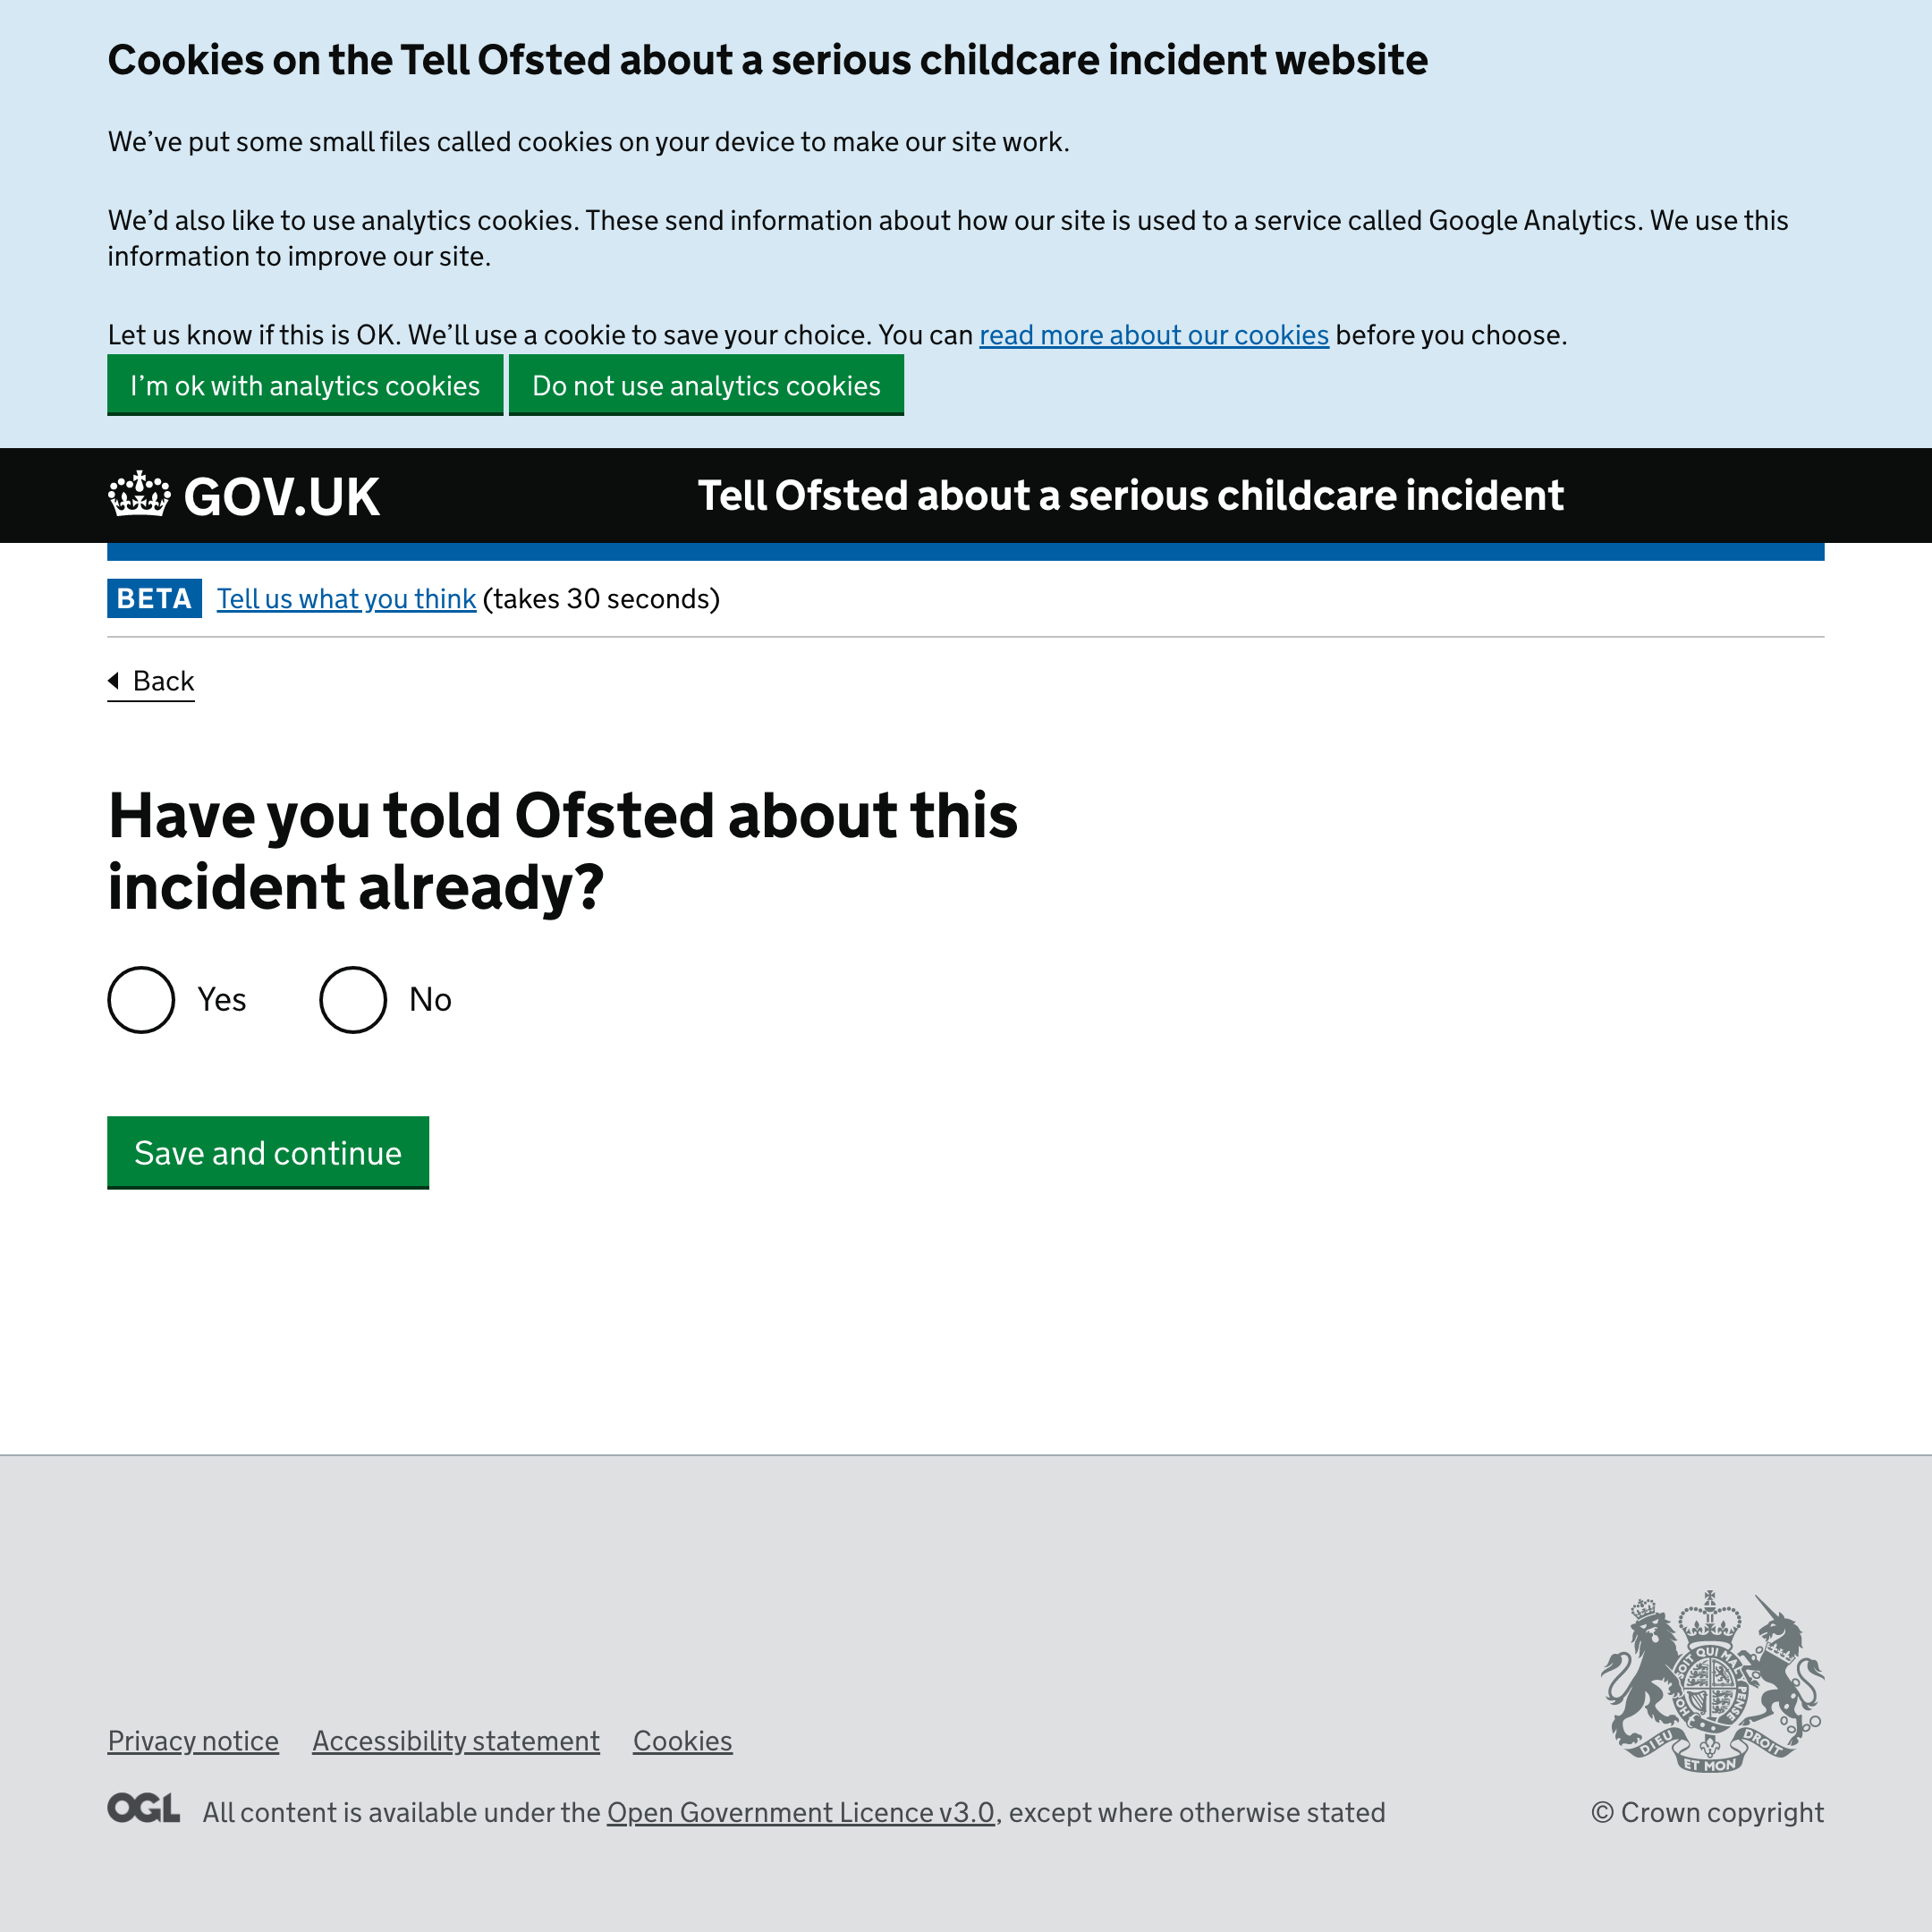 Cookies on the Tell Ofsted about a serious childcare incident website
We’ve put some small files called cookies on your device to make our site work.
We’d also like to use analytics cookies. These send information about how our site is used to a service called Google Analytics. We use this
information to improve our site.
Let us know if this is OK. We’ll use a cookie to save your choice. You can read more about our cookies before you choose.
I’m ok with analytics cookies
Do not use analytics cookies
GOV.UK
Tell Ofsted about a serious childcare incident
BETA
Tell us what you think (takes 30 seconds)
Back
Have you told Ofsted about this
incident already?
Yes
No
Save and continue
Privacy notice
Accessibility statement
Cookies
OGL
All content is available under the Open Government Licence v3.0, except where otherwise stated
SOIT QUI MAL
PENSE
DIEU
ET MON
DROIT
© Crown copyright